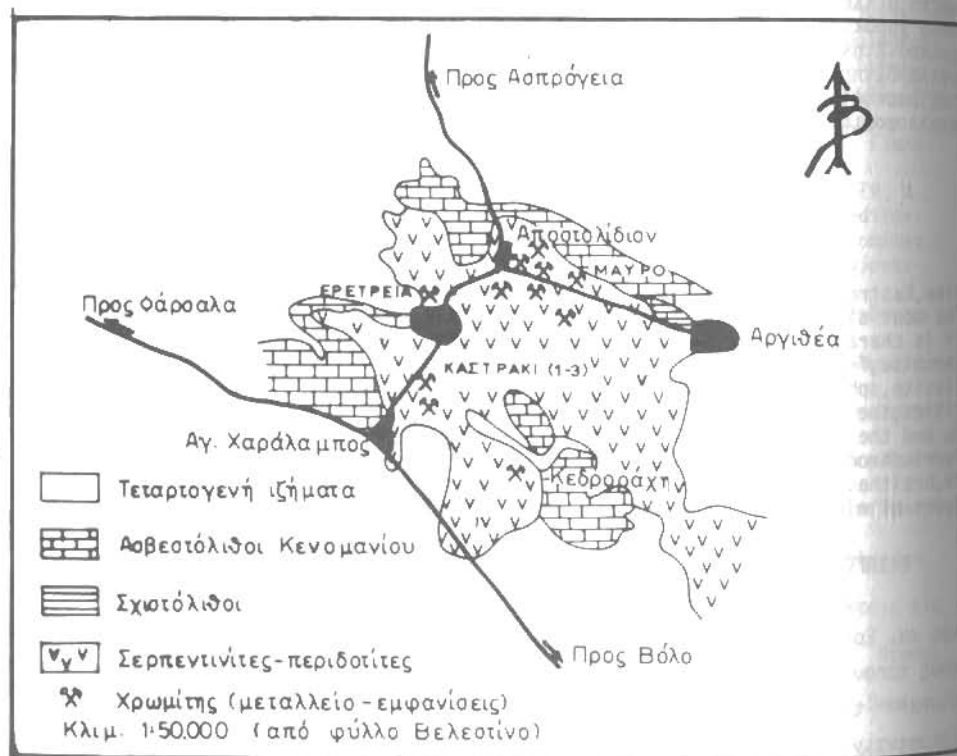 Προς Ασπρόγεια
Αποστολίδιον
ΜΑΥΡΟ
ΕΡΕΤΡΕΙΑ
Προς Φάρσαλα
Αργιθέα
ΚΑΣΤΡΑΚΙ (1-3)
Αγ. Χαράλαμπος
Κεδροράχη
Τεταρτογενή ιζήματα
Ασβεστόλιθοι Κενομανίου
Σχιστόλιθοι
Σερπεντινίτες-περιδοτίτες
Προς Βόλο
Χρωμίτης (μεταλλείο-εμφανίσεις)
Κλιμ. 1:50.000 (από φύλλο Βελεστίνο)